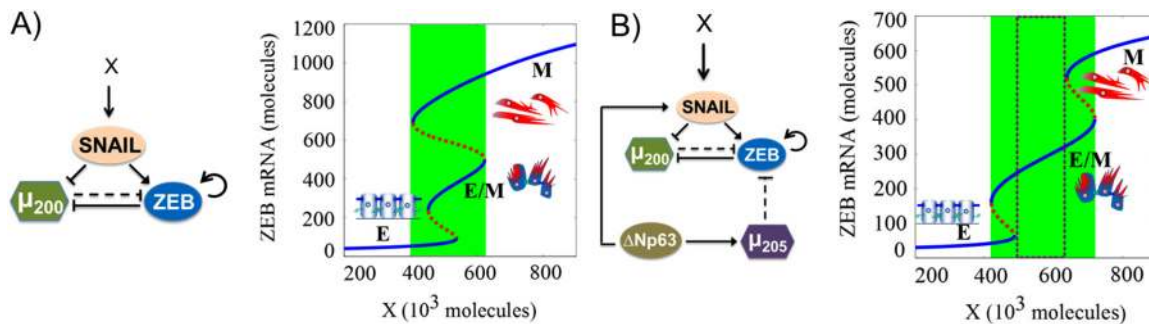 A)
X
SNAIL
μ200
ZEB
ZEB mRNA (molecules)
1200
1000
800
600
400
200
0
M
E/M
E
200 400 600 800
X (10³ molecules)
B)
X
SNAIL
μ200
ZEB
ΔNp63
μ205
ZEB mRNA (molecules)
700
600
500
400
300
200
100
0
M
E/M
E
200 400 600 800
X (10³ molecules)